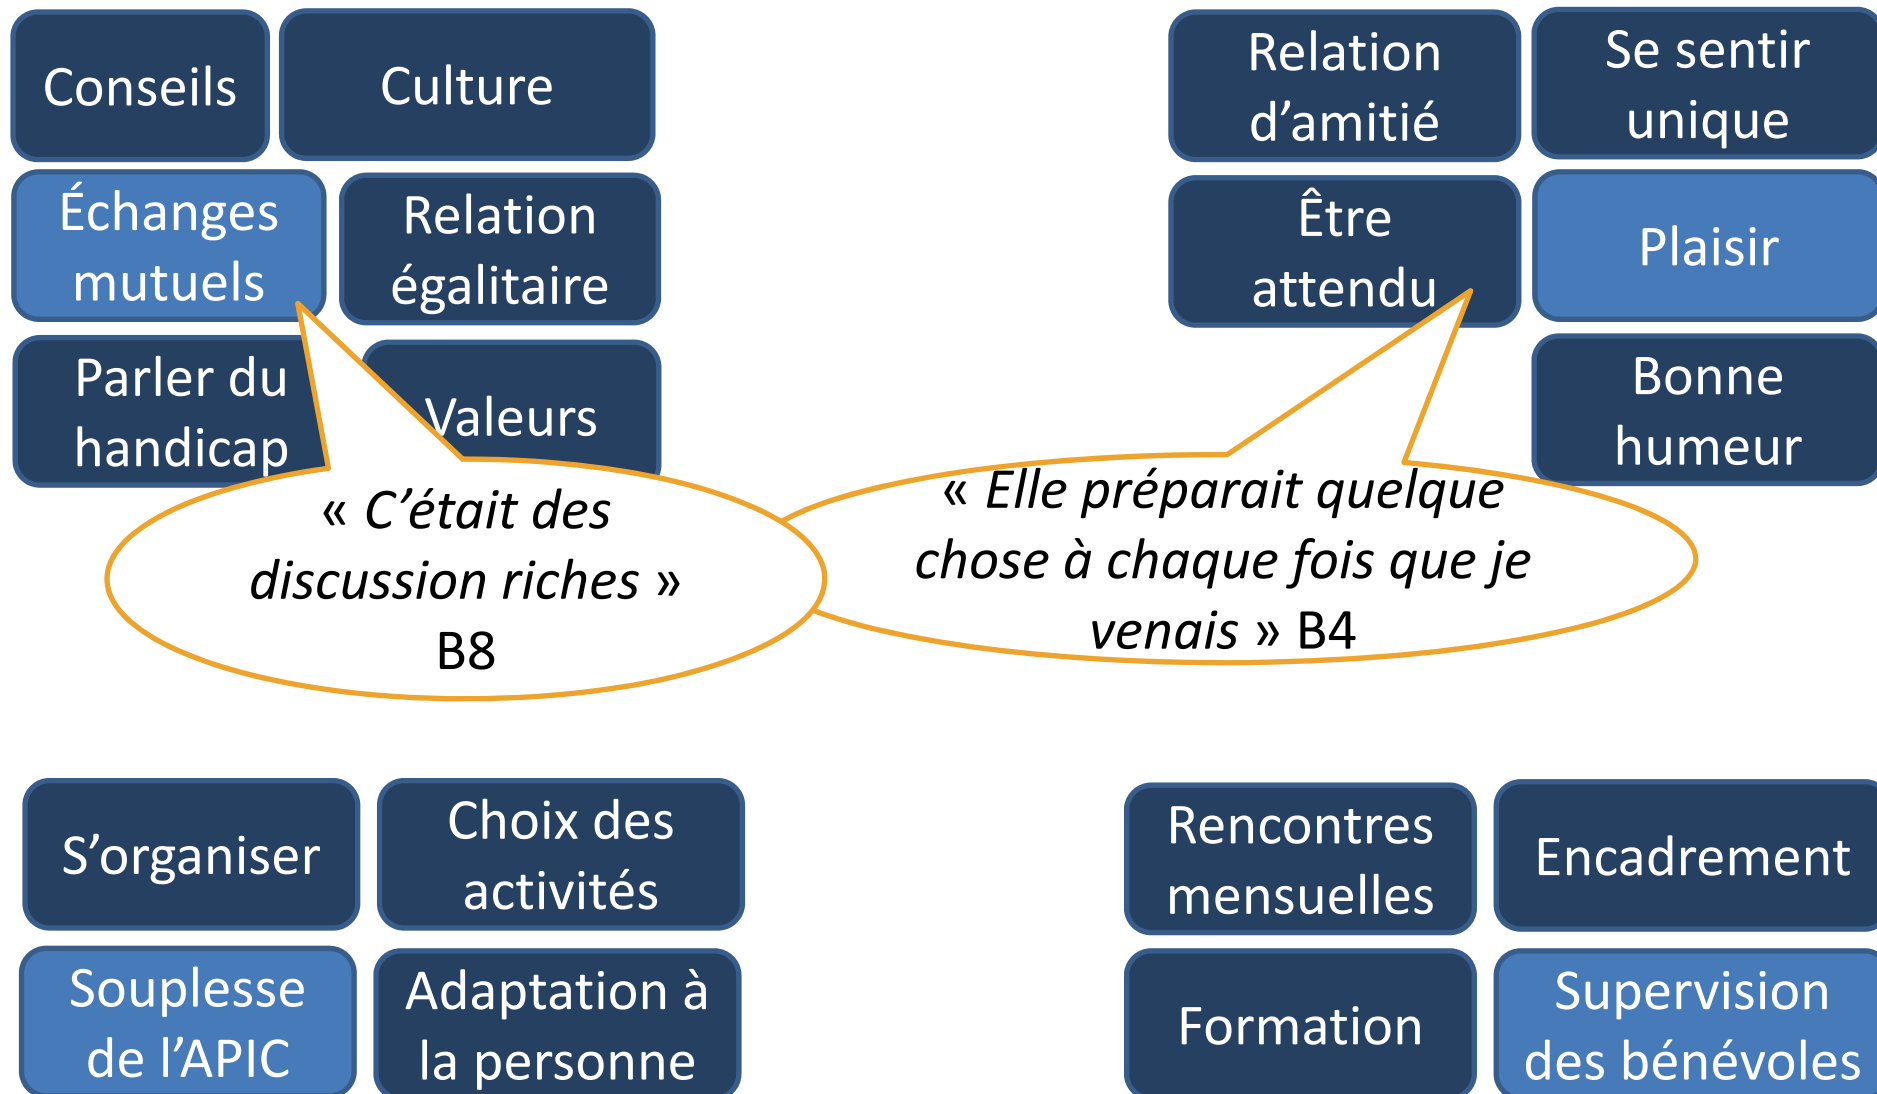 Conseils
Culture
Échanges
mutuels
Relation
égalitaire
Parler du
handicap
Valeurs
Relation
d’amitié
Se sentir
unique
Être
attendu
Plaisir
Bonne
humeur
« C’était des
discussion riches »
B8
« Elle préparait quelque
chose à chaque fois que je
venais » B4
S’organiser
Choix des
activités
Souplesse
de l’APIC
Adaptation à
la personne
Rencontres
mensuelles
Encadrement
Formation
Supervision
des bénévoles